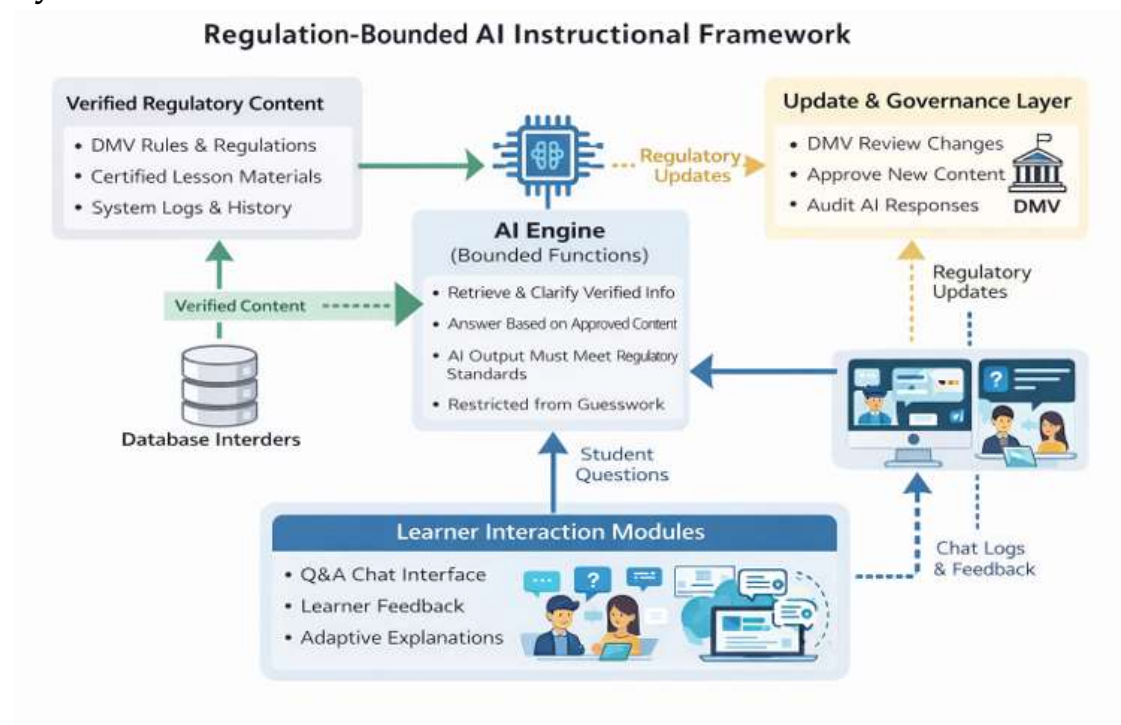 Regulation-Bounded AI Instructional Framework
Verified Regulatory Content
• DMV Rules & Regulations
• Certified Lesson Materials
• System Logs & History
Regulatory
Updates
Update & Governance Layer
• DMV Review Changes
• Approve New Content
• Audit AI Responses
DMV
AI Engine
(Bounded Functions)
• Retrieve & Clarify Verified Info
• Answer Based on Approved Content
• AI Output Must Meet Regulatory
Standards
• Restricted from Guesswork
Verified Content
Database Interders
Regulatory
Updates
?
Student
Questions
Learner Interaction Modules
• Q&A Chat Interface
• Learner Feedback
• Adaptive Explanations
?
Chat Logs
& Feedback